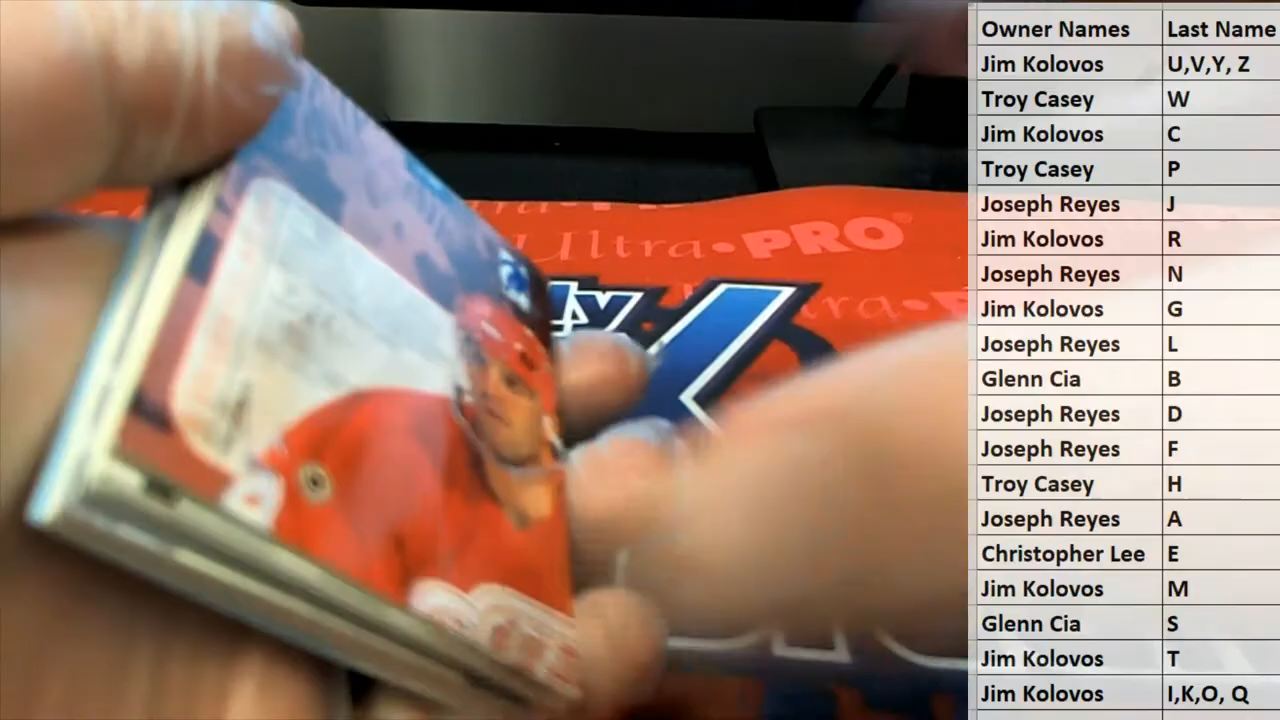 Owner Names Last Name
Jim Kolovos U,V,Y, Z
Troy Casey W
Jim Kolovos C
Troy Casey P
Joseph Reyes J
Jim Kolovos R
Joseph Reyes N
Jim Kolovos G
Joseph Reyes L
Glenn Cia B
Joseph Reyes D
Joseph Reyes F
Troy Casey H
Joseph Reyes A
Christopher Lee E
Jim Kolovos M
Glenn Cia S
Jim Kolovos T
Jim Kolovos I,K,O, Q
Ultra•PRO®